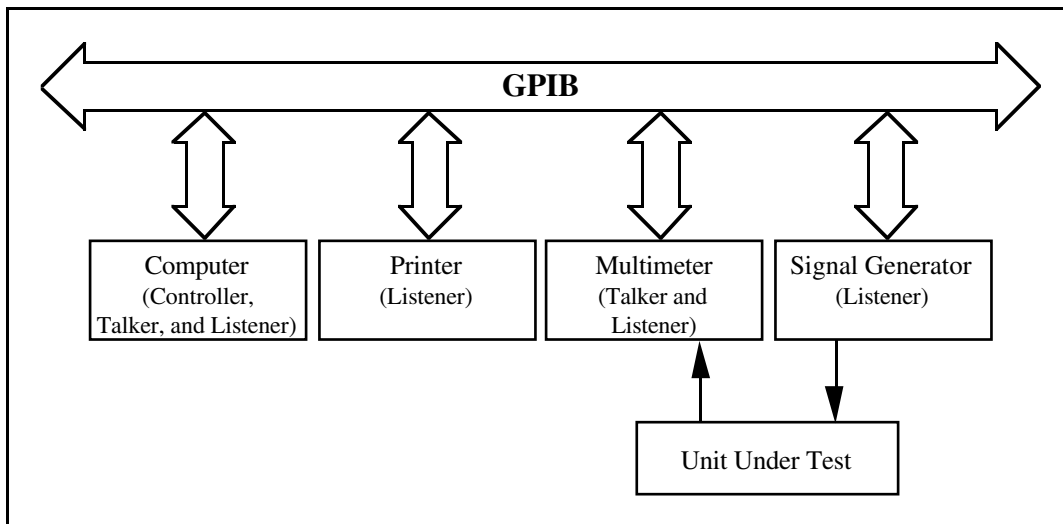 GPIB
Computer
(Controller,
Talker, and Listener)
Printer
(Listener)
Multimeter
(Talker and
Listener)
Signal Generator
(Listener)
Unit Under Test